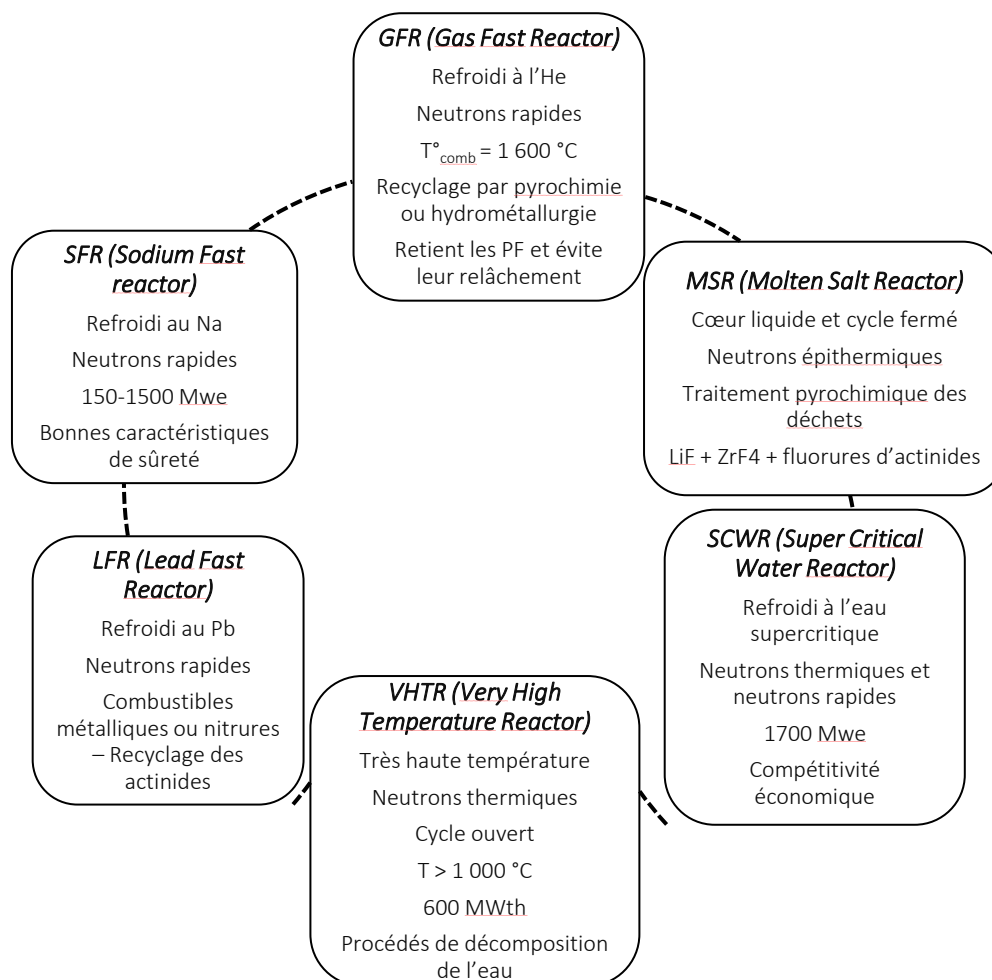 GFR (Gas Fast Reactor)
Refroidi à l'He
Neutrons rapides
T°comb = 1 600 °C
Recyclage par pyrochimie
ou hydrométallurgie
Retient les PF et évite
leur relâchement
SFR (Sodium Fast
reactor)
Refroidi au Na
Neutrons rapides
150-1500 Mwe
Bonnes caractéristiques
de sûreté
MSR (Molten Salt Reactor)
Cœur liquide et cycle fermé
Neutrons épithermiques
Traitement pyrochimique des
déchets
LiF + ZrF4 + fluorures d'actinides
LFR (Lead Fast
Reactor)
Refroidi au Pb
Neutrons rapides
Combustibles
métalliques ou nitrures
– Recyclage des
actinides
SCWR (Super Critical
Water Reactor)
Refroidi à l'eau
supercritique
Neutrons thermiques et
neutrons rapides
1700 Mwe
Compétitivité
économique
VHTR (Very High
Temperature Reactor)
Très haute température
Neutrons thermiques
Cycle ouvert
T > 1 000 °C
600 MWth
Procédés de décomposition
de l'eau